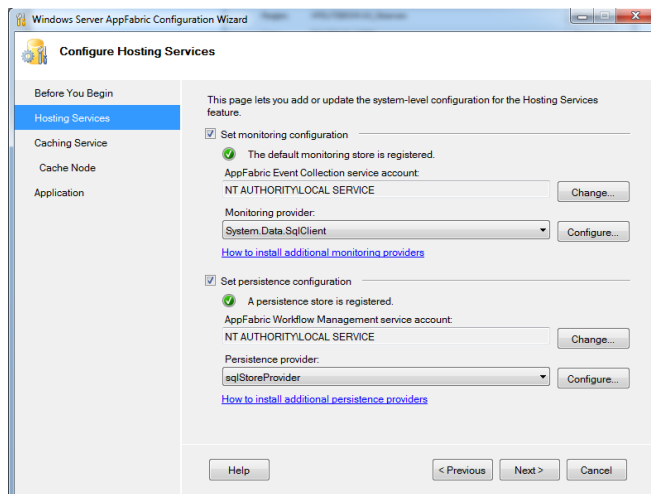 Windows Server AppFabric Configuration Wizard
Configure Hosting Services
Before You Begin
Hosting Services
Caching Service
Cache Node
Application
This page lets you add or update the system-level configuration for the Hosting Services
feature.
Set monitoring configuration
The default monitoring store is registered.
AppFabric Event Collection service account:
NT AUTHORITY\LOCAL SERVICE
Change...
Monitoring provider:
System.Data.SqlClient
Configure...
How to install additional monitoring providers
Set persistence configuration
A persistence store is registered.
AppFabric Workflow Management service account:
NT AUTHORITY\LOCAL SERVICE
Change...
Persistence provider:
sqlStoreProvider
Configure...
How to install additional persistence providers
Help
< Previous
Next >
Cancel